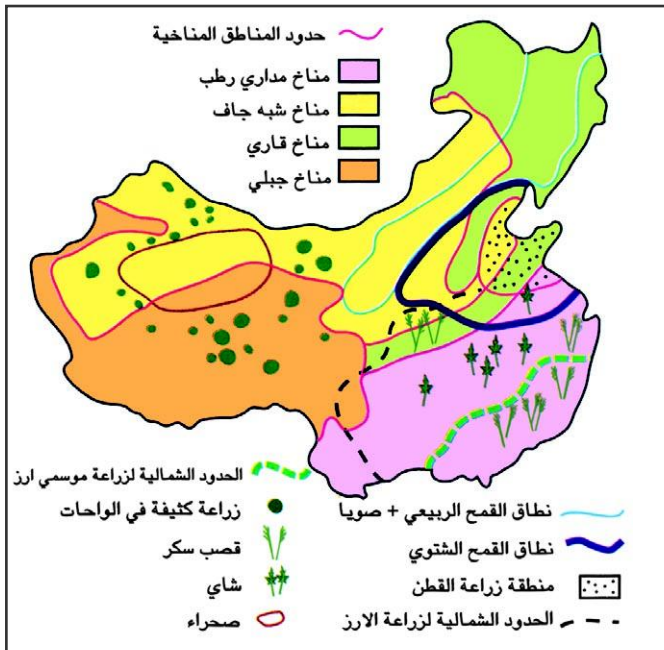 حدود المناطق المناخية
مناخ مداري رطب
مناخ شبه جاف
مناخ قاري
مناخ جبلي
الحدود الشمالية لزراعة موسمي ارز
زراعة كثيفة في الواحات
قصب سكر
شاي
صحراء
نطاق القمح الربيعي + صويا
نطاق القمح الشتوي
منطقة زراعة القطن
الحدود الشمالية لزراعة الارز